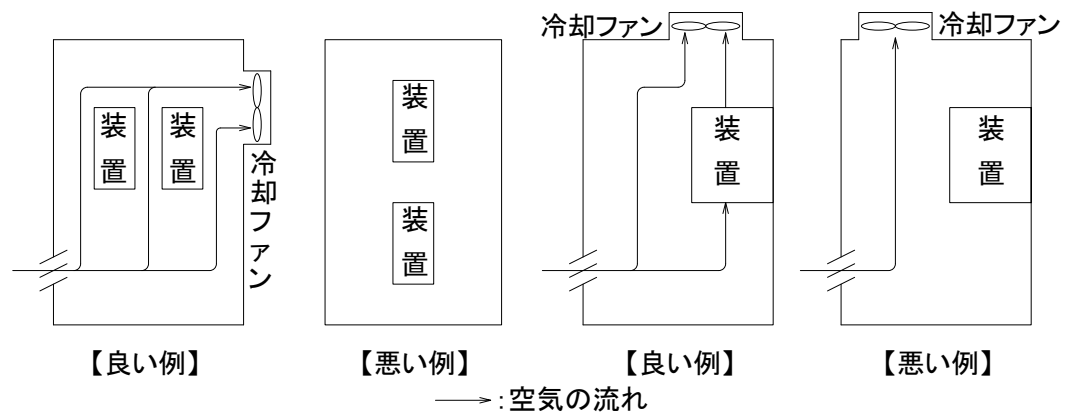 冷却ファン
冷却ファン
装置
装置
冷却ファン
装置
装置
装置
装置
【良い例】
【悪い例】
【良い例】
【悪い例】
:空気の流れ